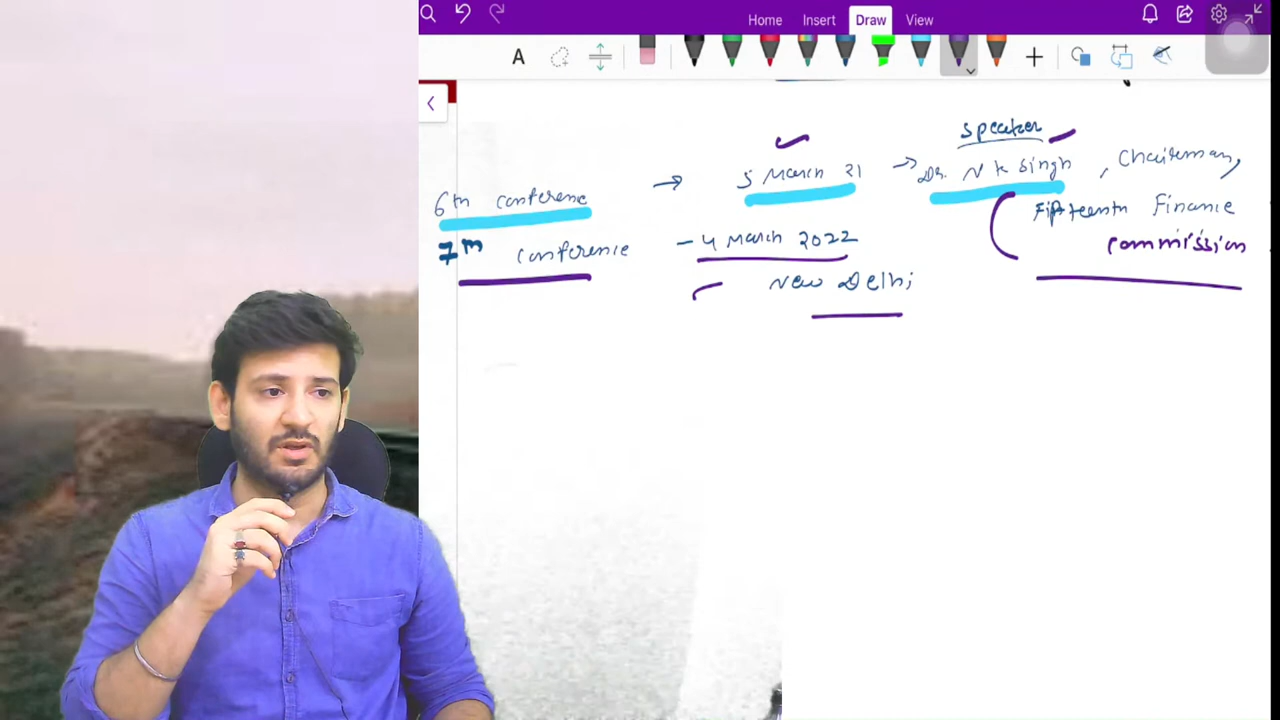 Home Insert Draw View
A
speaker
6th conference → 5 March 21 → Dr. N K Singh, Chairman,
Fifteenth Finance
commission
7th conference - 4 March 2022
New Delhi